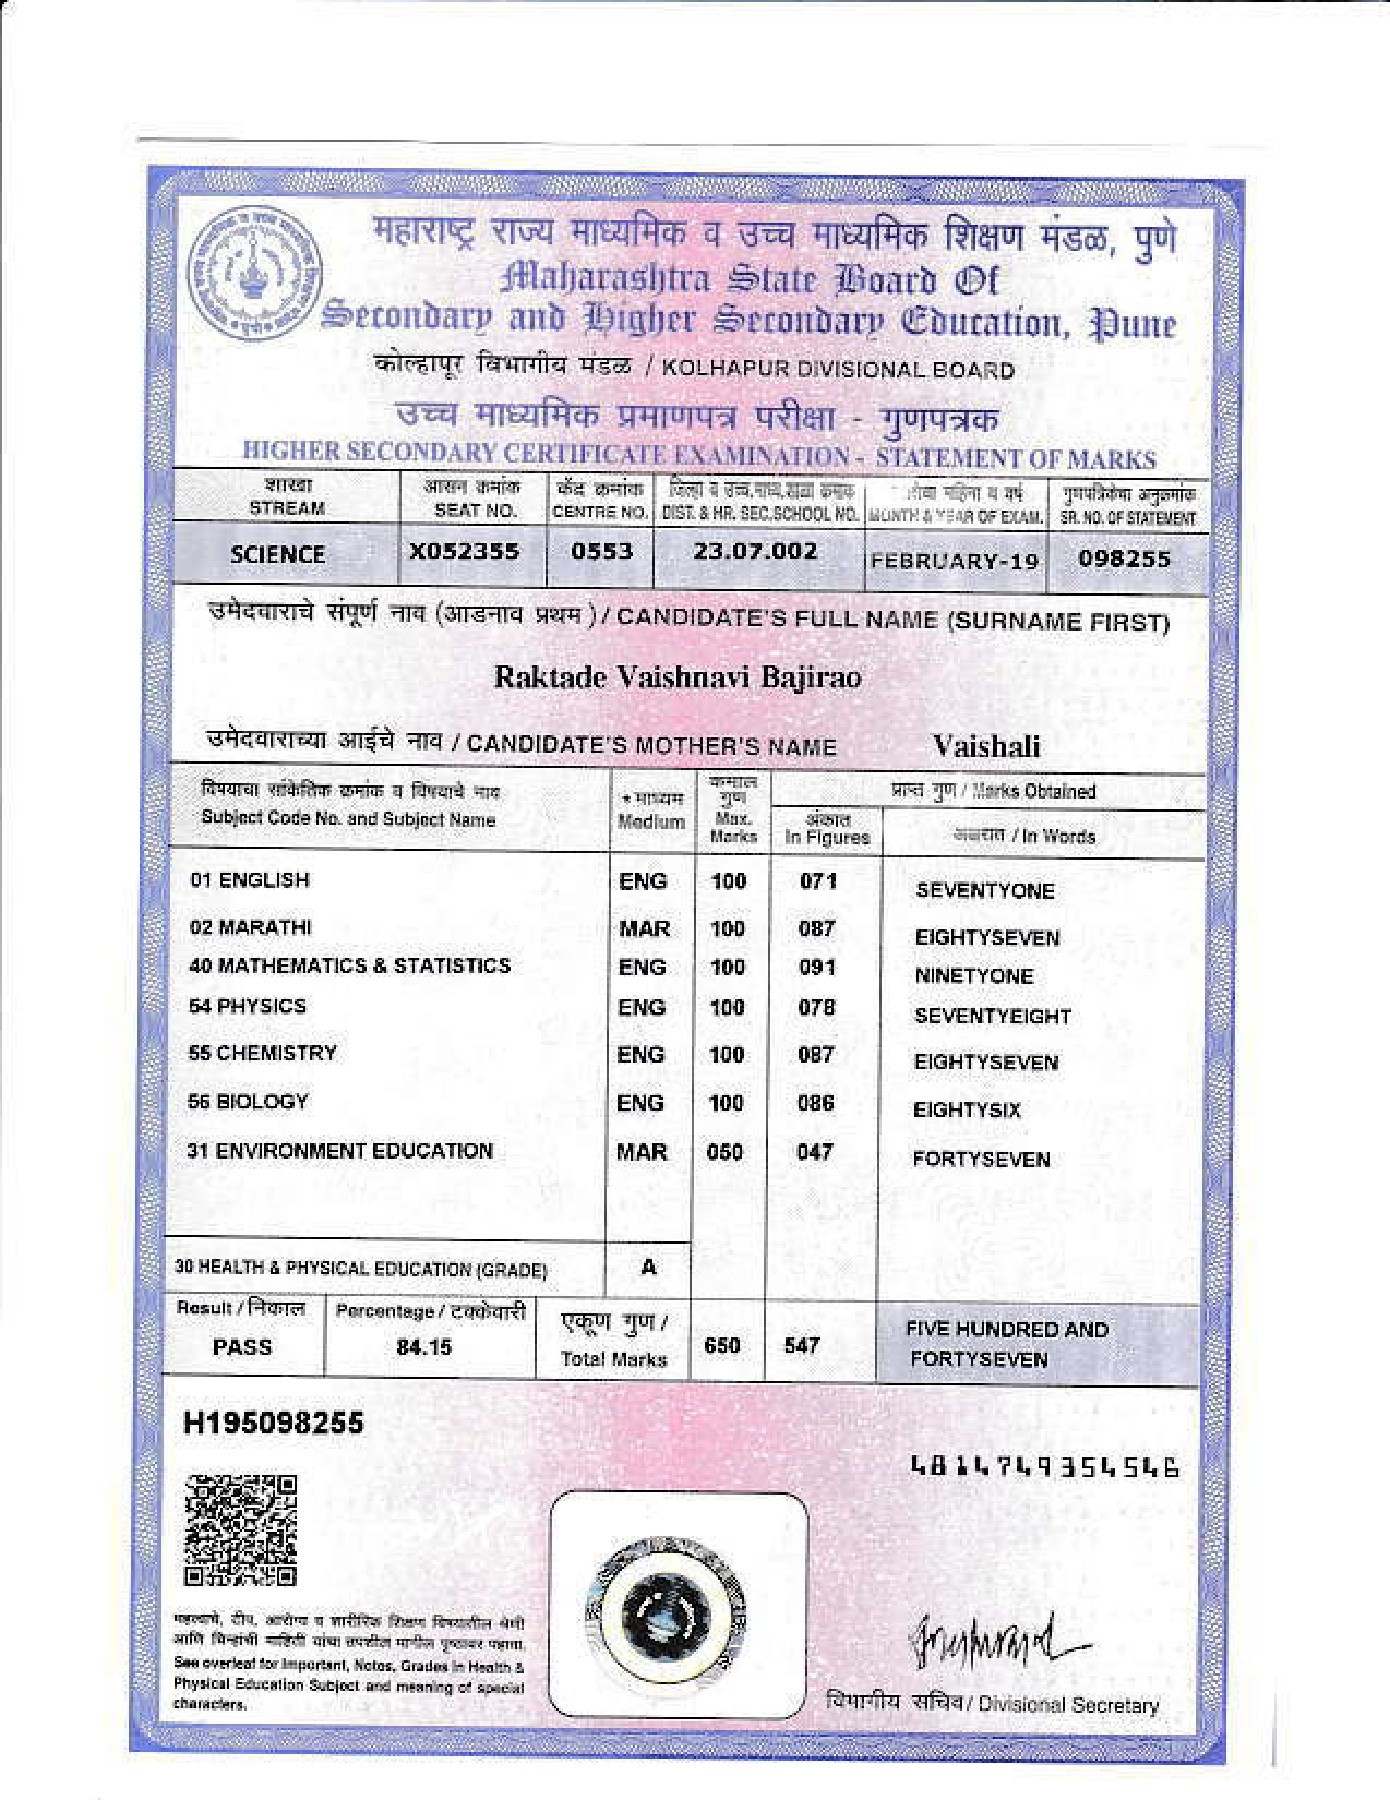 महाराष्ट्र राज्य माध्यमिक व उच्च माध्यमिक शिक्षण मंडळ, पुणे
Maharashtra State Board Of
Secondary and Higher Secondary Education, Pune
कोल्हापूर विभागीय मंडळ / KOLHAPUR DIVISIONAL BOARD
उच्च माध्यमिक प्रमाणपत्र परीक्षा - गुणपत्रक
HIGHER SECONDARY CERTIFICATE EXAMINATION - STATEMENT OF MARKS
शाखा आसन क्रमांक केंद्र क्रमांक जिल्हा व उच्च.माध्य.शाळा क्रमांक महिना व वर्ष गुणपत्रिकेचा अनुक्रमांक
STREAM SEAT NO. CENTRE NO. DIST. & HR. SEC.SCHOOL NO. MONTH & YEAR OF EXAM. SR. NO. OF STATEMENT
SCIENCE X052355 0553 23.07.002 FEBRUARY-19 098255
उमेदवाराचे संपूर्ण नाव (आडनाव प्रथम )/ CANDIDATE'S FULL NAME (SURNAME FIRST)
Raktade Vaishnavi Bajirao
उमेदवाराच्या आईचे नाव / CANDIDATE'S MOTHER'S NAME Vaishali
विषयाचा सांकेतिक क्रमांक व विषयाचे नाव
Subject Code No. and Subject Name
* माध्यम
Medium
कमाल
गुण
Max.
Marks
प्राप्त गुण / Marks Obtained
अंकात
In Figures
अक्षरात / In Words
01 ENGLISH ENG 100 071 SEVENTYONE
02 MARATHI MAR 100 087 EIGHTYSEVEN
40 MATHEMATICS & STATISTICS ENG 100 091 NINETYONE
54 PHYSICS ENG 100 078 SEVENTYEIGHT
55 CHEMISTRY ENG 100 087 EIGHTYSEVEN
56 BIOLOGY ENG 100 086 EIGHTYSIX
31 ENVIRONMENT EDUCATION MAR 050 047 FORTYSEVEN
30 HEALTH & PHYSICAL EDUCATION (GRADE) A
Result / निकाल Percentage / टक्केवारी एकूण गुण /
PASS 84.15 Total Marks 650 547 FIVE HUNDRED AND
FORTYSEVEN
H195098255
4814749354546
महत्वाचे, टीप, आरोग्य व शारीरिक शिक्षण विषयातील श्रेणी
आणि चिन्हांची माहिती यांचा तपशील मागील पृष्ठावर पहावा.
See overleaf for Important, Notes, Grades in Health &
Physical Education Subject and meaning of special
characters.
विभागीय सचिव / Divisional Secretary